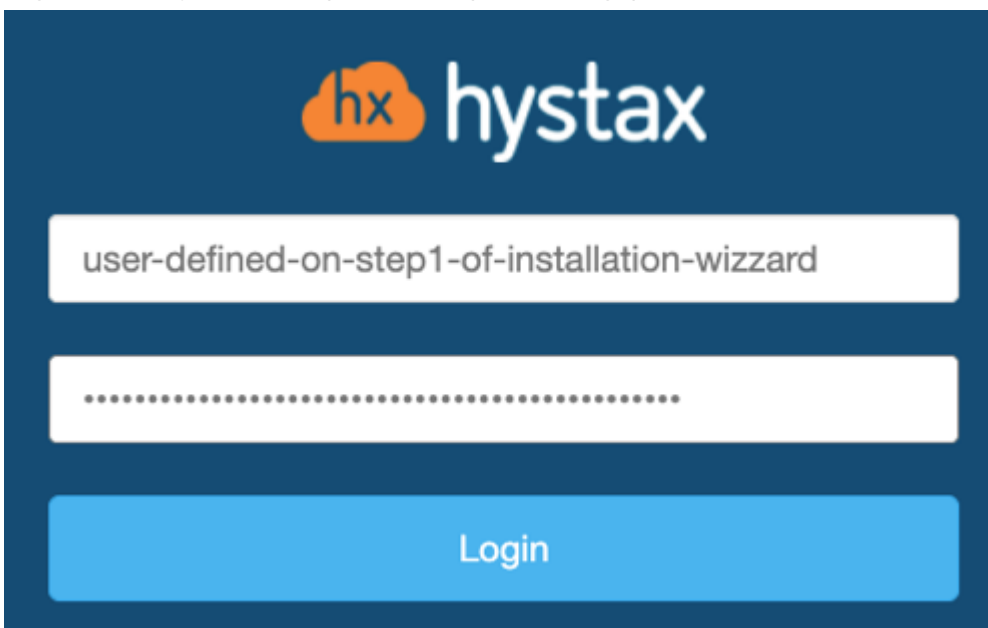 hx hystax
user-defined-on-step1-of-installation-wizzard
••••••••••••••••••••••••••••••••••••••••••••••
Login